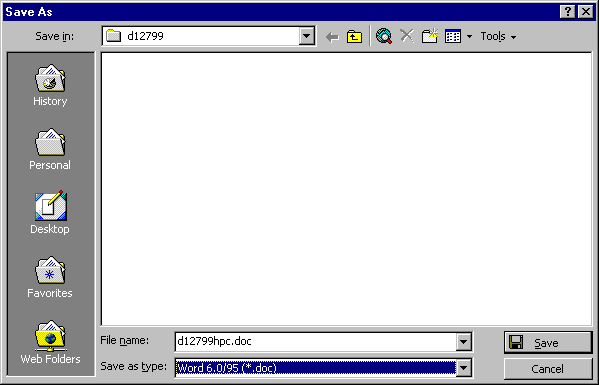 Save As
Save in: d12799 Tools
History
Personal
Desktop
Favorites
Web Folders
File name: d12799hpc.doc Save
Save as type: Word 6.0/95 (*.doc) Cancel